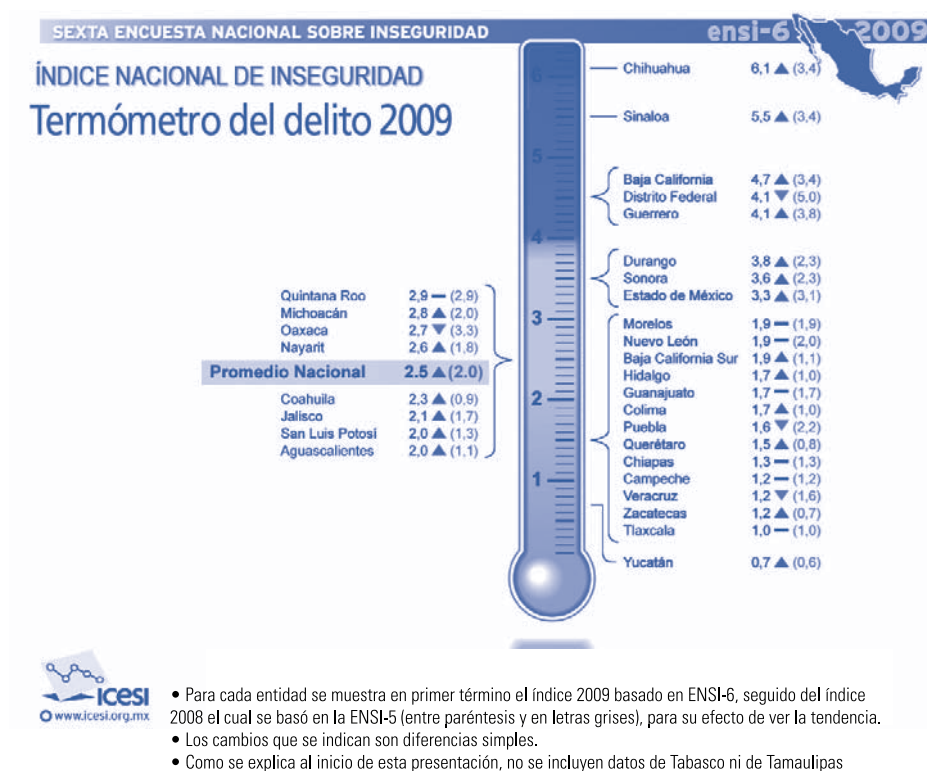 SEXTA ENCUESTA NACIONAL SOBRE INSEGURIDAD
ensi-6 2009
ÍNDICE NACIONAL DE INSEGURIDAD
Termómetro del delito 2009
6
5
4
3
2
1
Chihuahua 6,1 ▲ (3,4)
Sinaloa 5,5 ▲ (3,4)
Baja California 4,7 ▲ (3,4)
Distrito Federal 4,1 ▼ (5,0)
Guerrero 4,1 ▲ (3,8)
Durango 3,8 ▲ (2,3)
Sonora 3,6 ▲ (2,3)
Estado de México 3,3 ▲ (3,1)
Quintana Roo 2,9 — (2,9)
Michoacán 2,8 ▲ (2,0)
Oaxaca 2,7 ▼ (3,3)
Nayarit 2,6 ▲ (1,8)
Promedio Nacional 2.5 ▲ (2.0)
Coahuila 2,3 ▲ (0,9)
Jalisco 2,1 ▲ (1,7)
San Luis Potosí 2,0 ▲ (1,3)
Aguascalientes 2,0 ▲ (1,1)
Morelos 1,9 — (1,9)
Nuevo León 1,9 — (2,0)
Baja California Sur 1,9 ▲ (1,1)
Hidalgo 1,7 ▲ (1,0)
Guanajuato 1,7 — (1,7)
Colima 1,7 ▲ (1,0)
Puebla 1,6 ▼ (2,2)
Querétaro 1,5 ▲ (0,8)
Chiapas 1,3 — (1,3)
Campeche 1,2 — (1,2)
Veracruz 1,2 ▼ (1,6)
Zacatecas 1,2 ▲ (0,7)
Tlaxcala 1,0 — (1,0)
Yucatán 0,7 ▲ (0,6)
ICESI
www.icesi.org.mx
• Para cada entidad se muestra en primer término el índice 2009 basado en ENSI-6, seguido del índice
2008 el cual se basó en la ENSI-5 (entre paréntesis y en letras grises), para su efecto de ver la tendencia.
• Los cambios que se indican son diferencias simples.
• Como se explica al inicio de esta presentación, no se incluyen datos de Tabasco ni de Tamaulipas